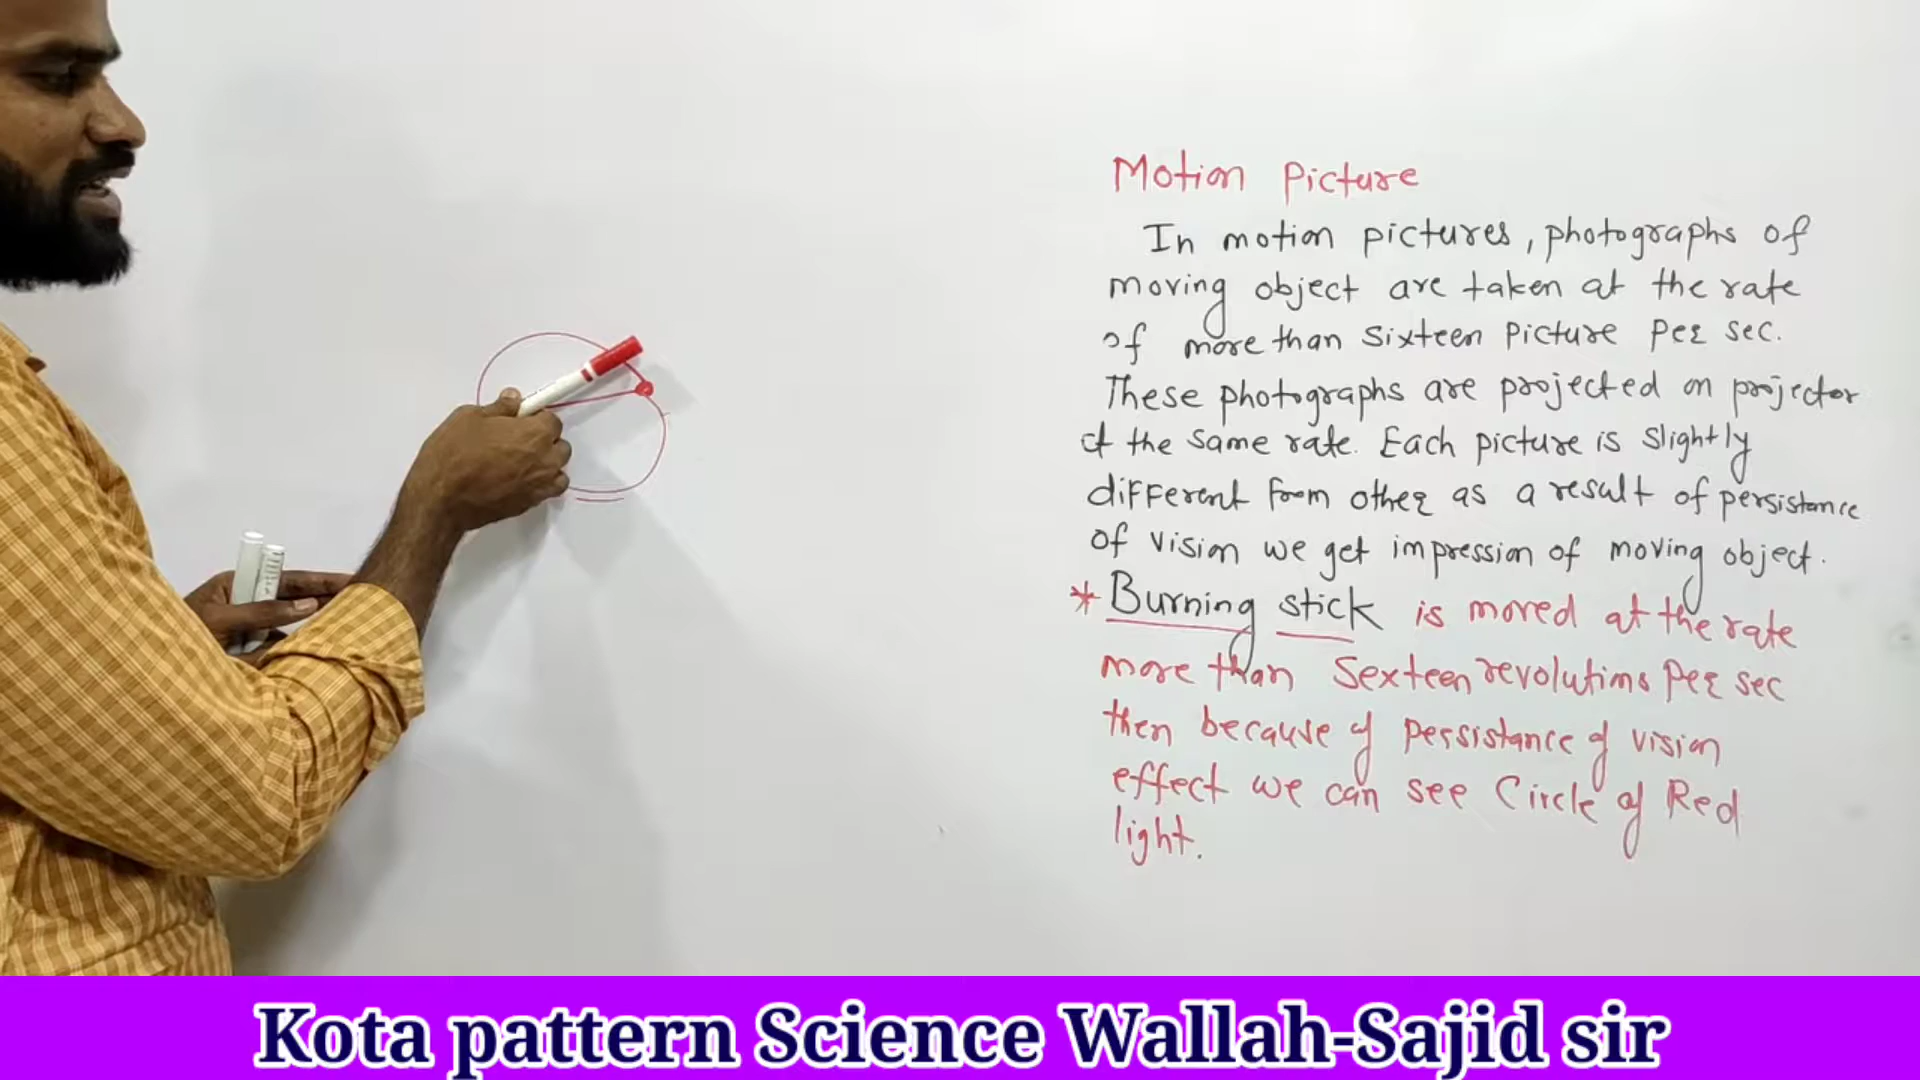 Motion Picture
In motion pictures, photographs of
moving object are taken at the rate
of more than sixteen Picture Per sec.
These photographs are projected on projector
at the same rate. Each picture is slightly
different from other as a result of persistance
of vision we get impression of moving object.
* Burning stick is moved at the rate
more than Sexteen revolutions Per sec
then because of Persistance of vision
effect we can see Circle of Red
light.
Kota pattern Science Wallah-Sajid sir